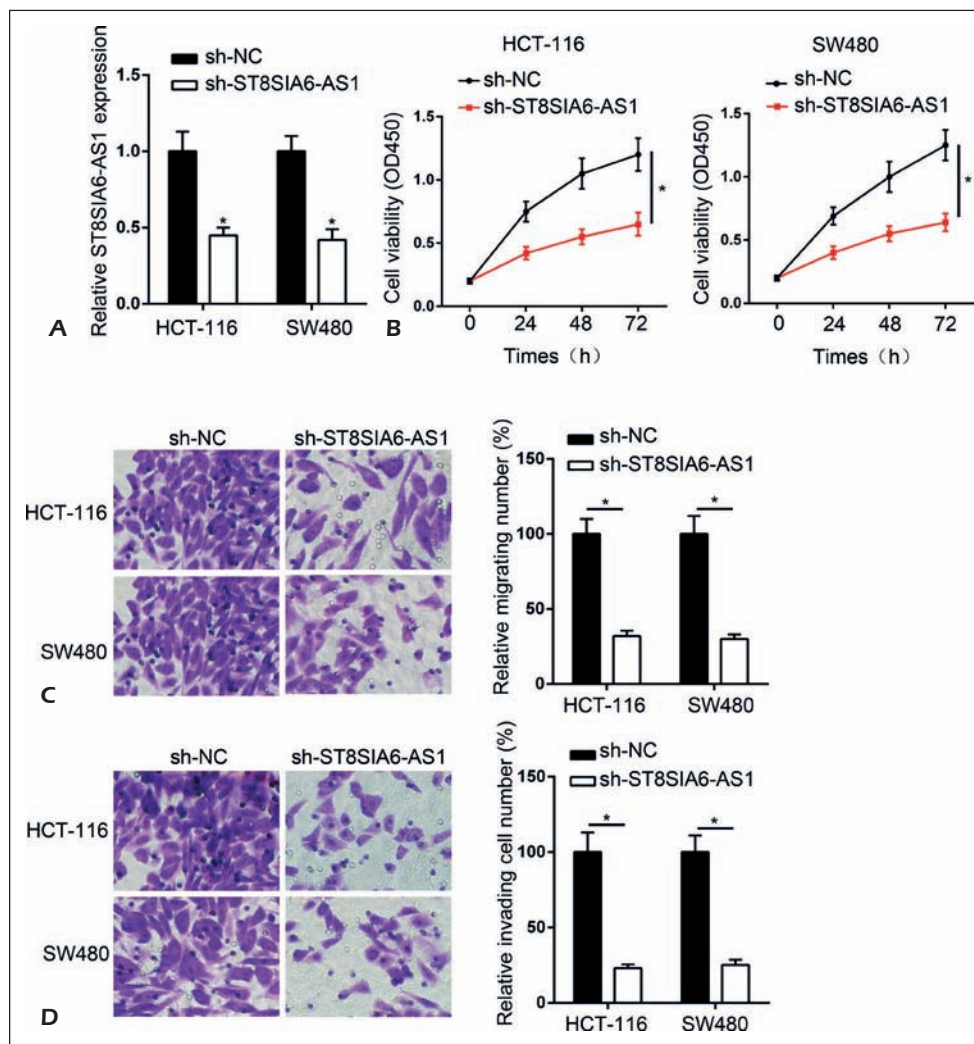 sh-NC
sh-ST8SIA6-AS1
Relative ST8SIA6-AS1 expression
1.5
1.0
0.5
0.0
HCT-116 SW480
A
HCT-116
sh-NC
sh-ST8SIA6-AS1
Cell viability (OD450)
1.5
1.0
0.5
0.0
*
0 24 48 72
Times（h）
B
SW480
sh-NC
sh-ST8SIA6-AS1
Cell viability (OD450)
1.5
1.0
0.5
0.0
*
0 24 48 72
Times（h）
* *
sh-NC sh-ST8SIA6-AS1
HCT-116
SW480
C
sh-NC
sh-ST8SIA6-AS1
Relative migrating number (%)
150
100
50
0
* *
HCT-116 SW480
sh-NC sh-ST8SIA6-AS1
HCT-116
SW480
D
sh-NC
sh-ST8SIA6-AS1
Relative invading cell number (%)
150
100
50
0
* *
HCT-116 SW480